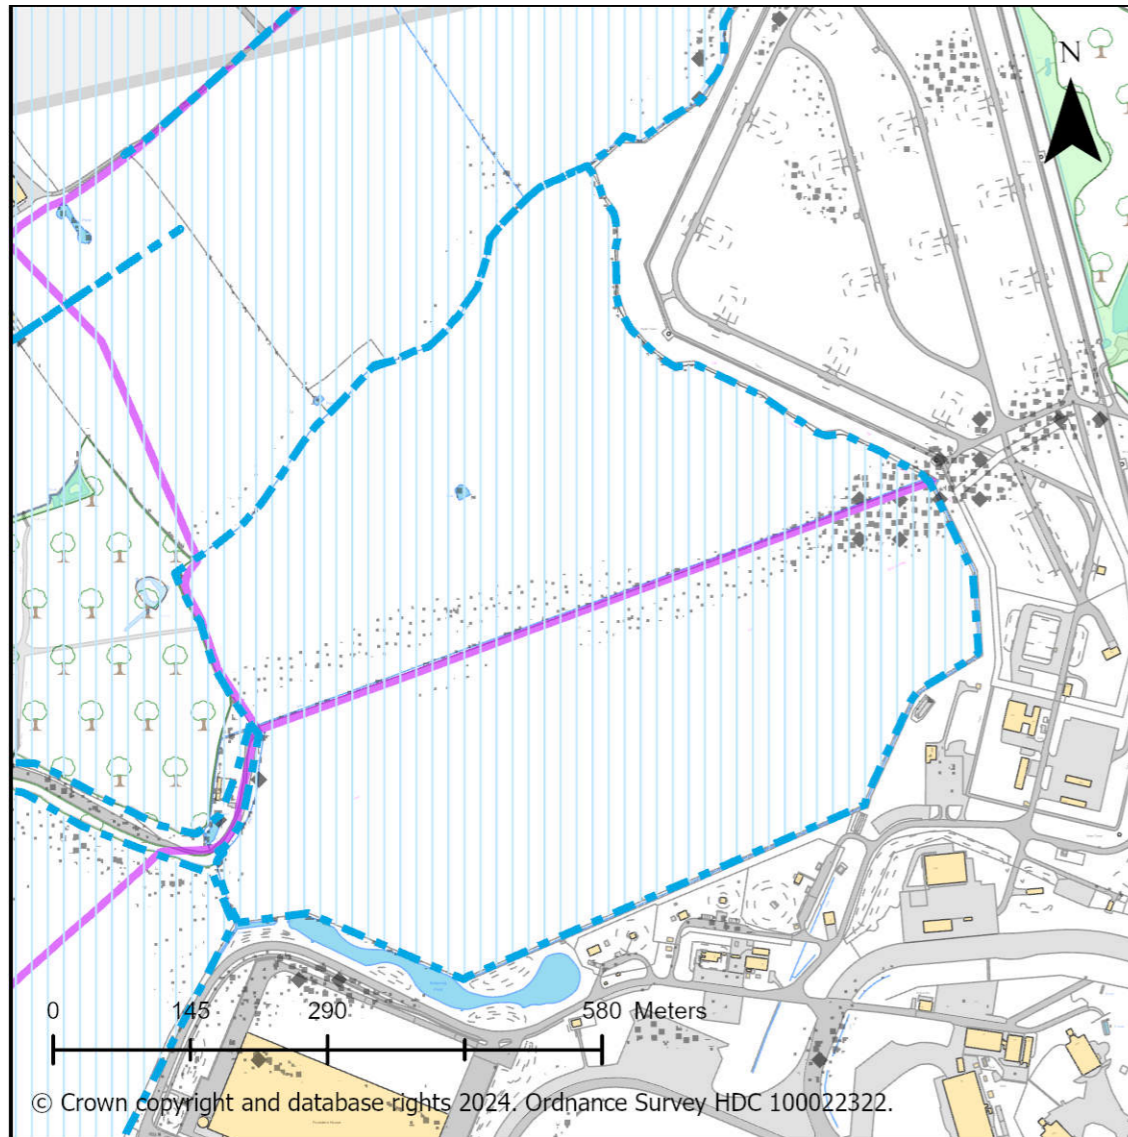 N
0 145 290 580 Meters
© Crown copyright and database rights 2024. Ordnance Survey HDC 100022322.